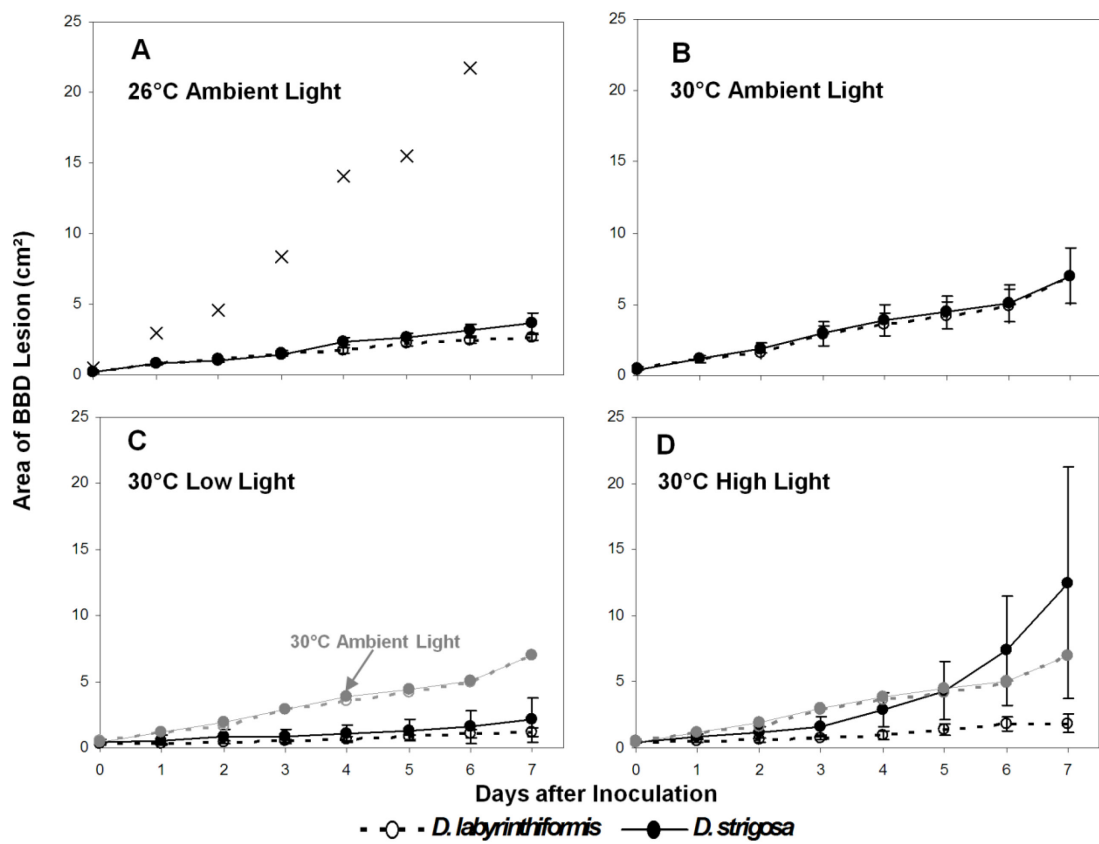 Area of BBD Lesion (cm²)
A
26°C Ambient Light
25
20
15
10
5
0
B
30°C Ambient Light
25
20
15
10
5
0
C
30°C Low Light
30°C Ambient Light
25
20
15
10
5
0
0 1 2 3 4 5 6 7
D
30°C High Light
25
20
15
10
5
0
0 1 2 3 4 5 6 7
Days after Inoculation
D. labyrinthiformis D. strigosa